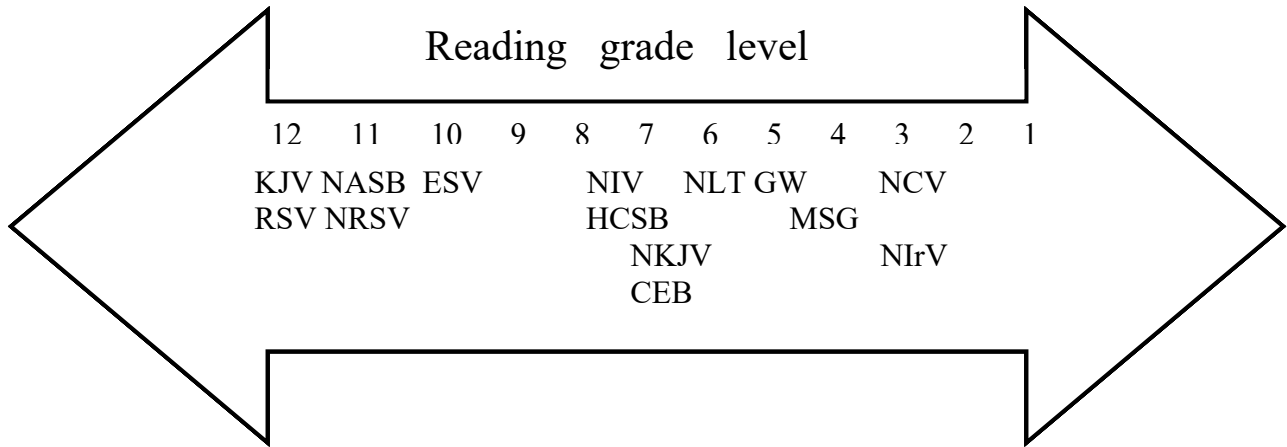 Reading grade level
12 11 10 9 8 7 6 5 4 3 2 1
KJV NASB ESV NIV NLT GW NCV
RSV NRSV HCSB MSG
NKJV NIrV
CEB